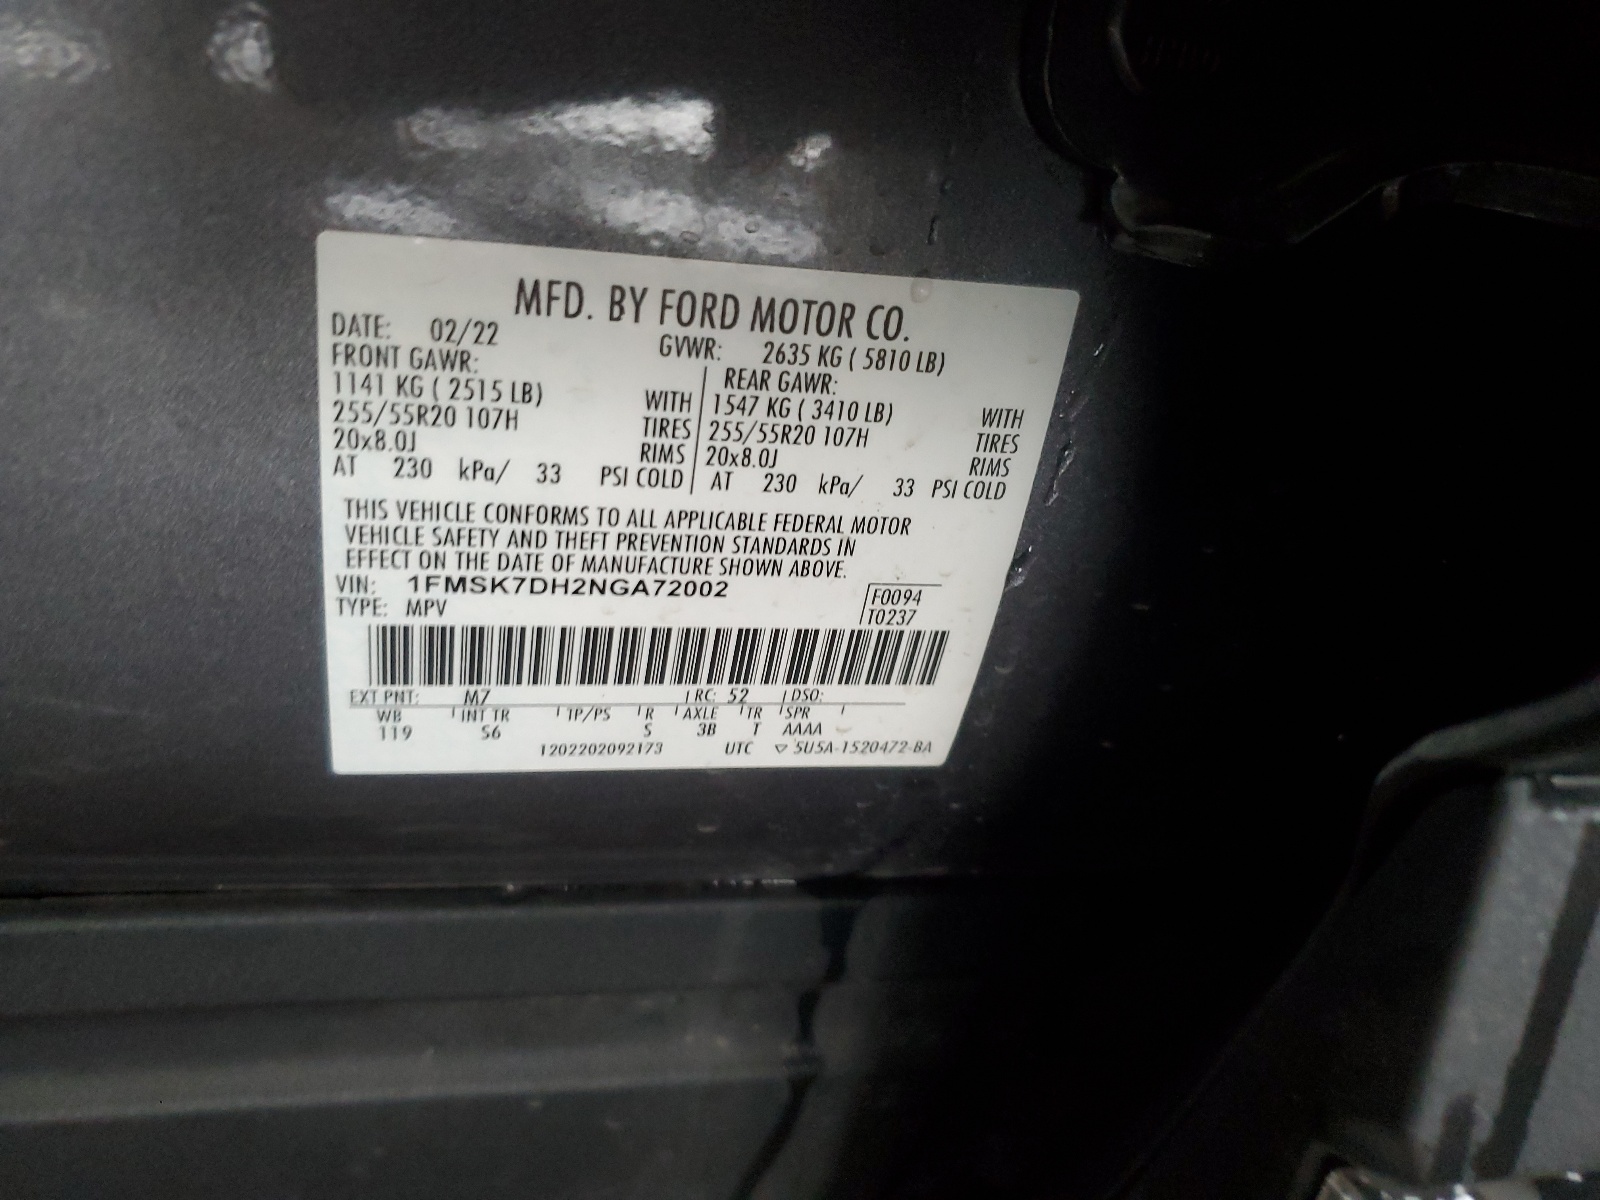 MFD. BY FORD MOTOR CO.
DATE: 02/22 GVWR: 2635 KG ( 5810 LB)
FRONT GAWR: REAR GAWR:
1141 KG ( 2515 LB) WITH 1547 KG ( 3410 LB) WITH
255/55R20 107H TIRES 255/55R20 107H TIRES
20x8.0J RIMS 20x8.0J RIMS
AT 230 kPa/ 33 PSI COLD AT 230 kPa/ 33 PSI COLD
THIS VEHICLE CONFORMS TO ALL APPLICABLE FEDERAL MOTOR
VEHICLE SAFETY AND THEFT PREVENTION STANDARDS IN
EFFECT ON THE DATE OF MANUFACTURE SHOWN ABOVE.
VIN: 1FMSK7DH2NGA72002
TYPE: MPV F0094
T0237
EXT PNT: M7 RC: 52 DSO:
WB INT TR TP/PS R AXLE TR SPR
119 S6 S 3B T AAAA
1202202092173 UTC ▽ 5U5A-1520472-BA